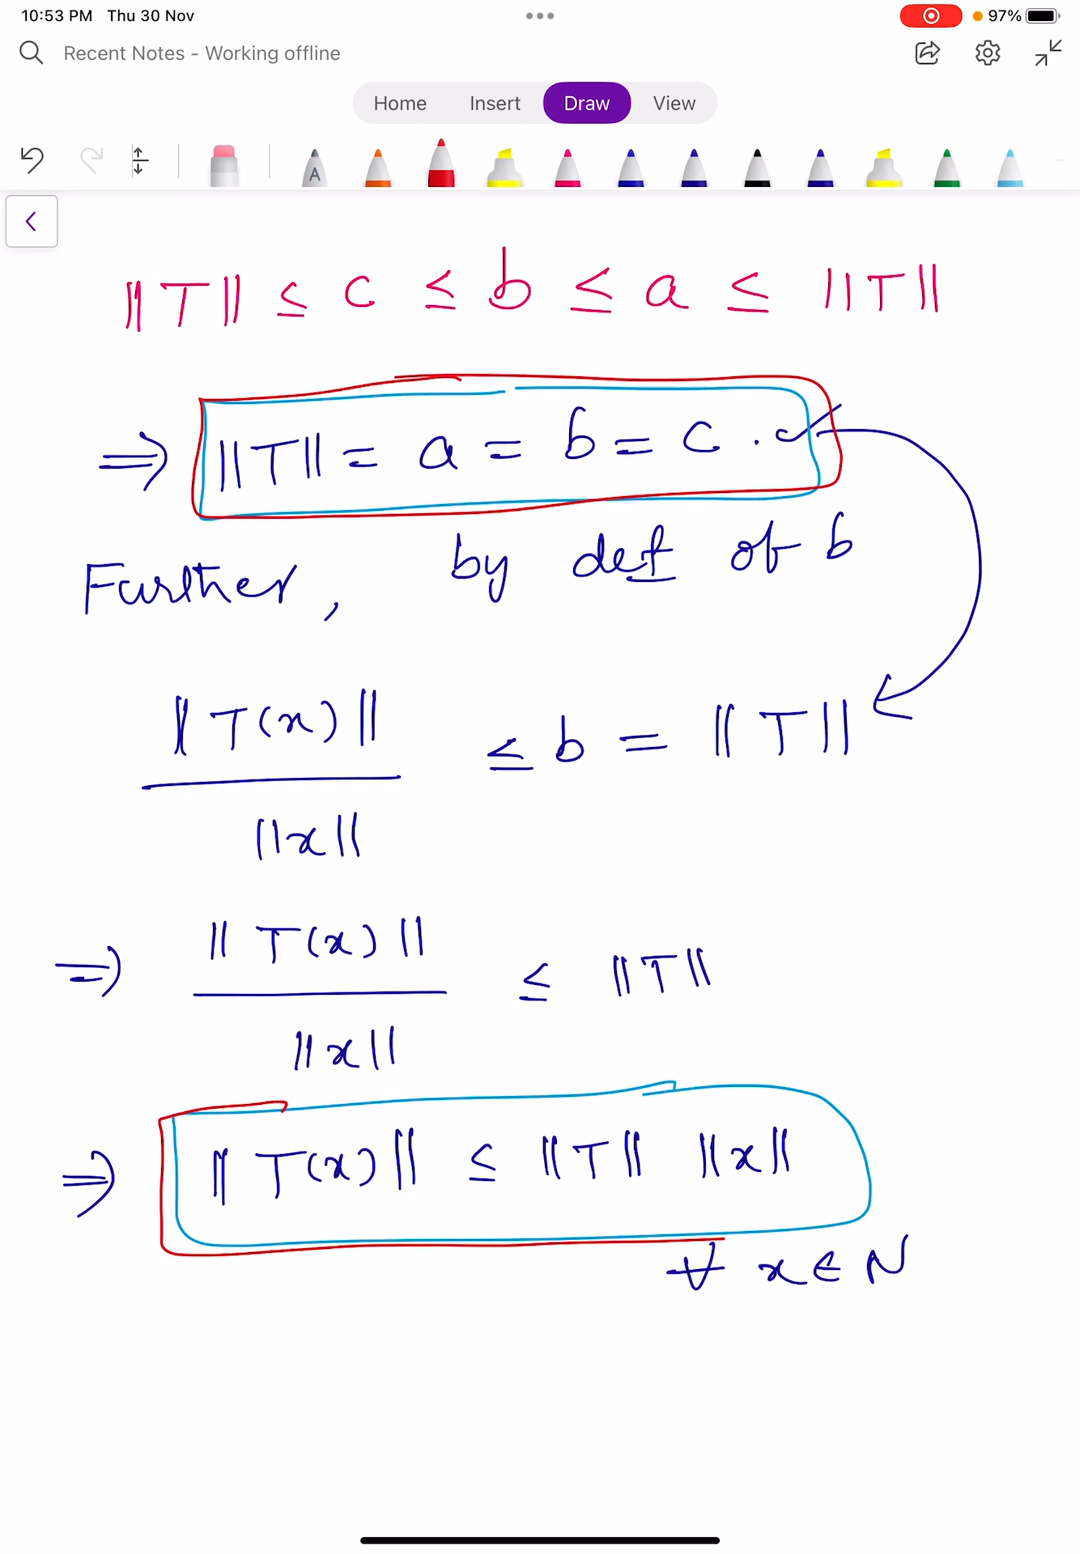 10:53 PM Thu 30 Nov
97%
Recent Notes - Working offline
Home Insert Draw View
A
||T|| ≤ c ≤ b ≤ a ≤ ||T||
⇒ ||T|| = a = b = c .
Further, by def of b
||T(x)||
≤ b = ||T||
||x||
⇒ ||T(x)||
≤ ||T||
||x||
⇒ ||T(x)|| ≤ ||T|| ||x||
∀ x ∈ N